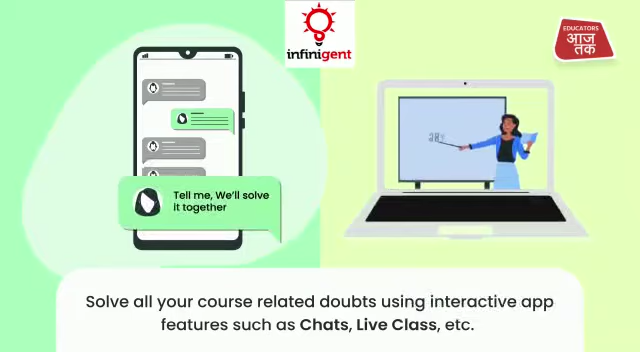 infinigent
EDUCATORS
आज
तक
Tell me, We'll solve
it together
Solve all your course related doubts using interactive app
features such as Chats, Live Class, etc.